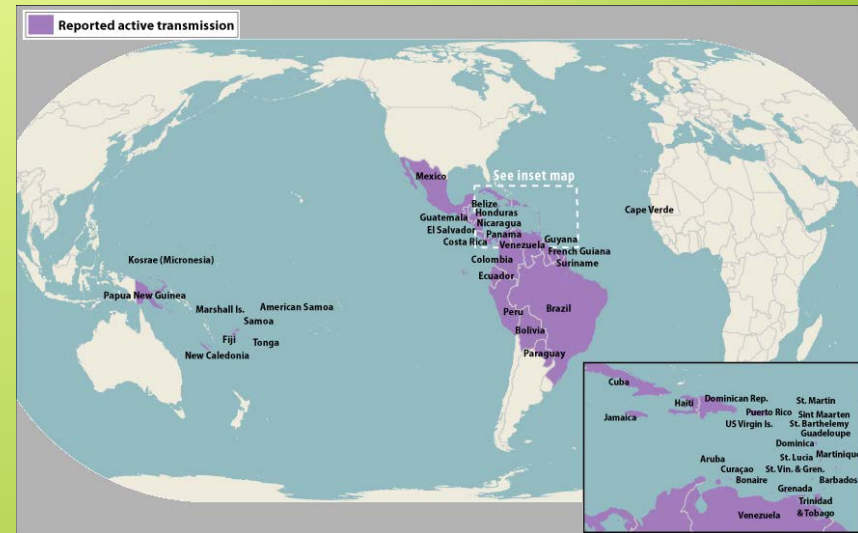 Reported active transmission
See inset map
Mexico
Belize
Guatemala
Honduras
Nicaragua
El Salvador
Panama
Costa Rica
Venezuela
Guyana
French Guiana
Suriname
Colombia
Ecuador
Peru
Brazil
Bolivia
Paraguay
Cape Verde
Kosrae (Micronesia)
Papua New Guinea
Marshall Is.
American Samoa
Samoa
Fiji
Tonga
New Caledonia
Cuba
Haiti
Dominican Rep.
St. Martin
Jamaica
Puerto Rico
Sint Maarten
US Virgin Is.
St. Barthelemy
Guadeloupe
Dominica
Aruba
St. Lucia
Martinique
Curaçao
St. Vin. & Gren.
Bonaire
Barbados
Grenada
Trinidad
& Tobago
Venezuela